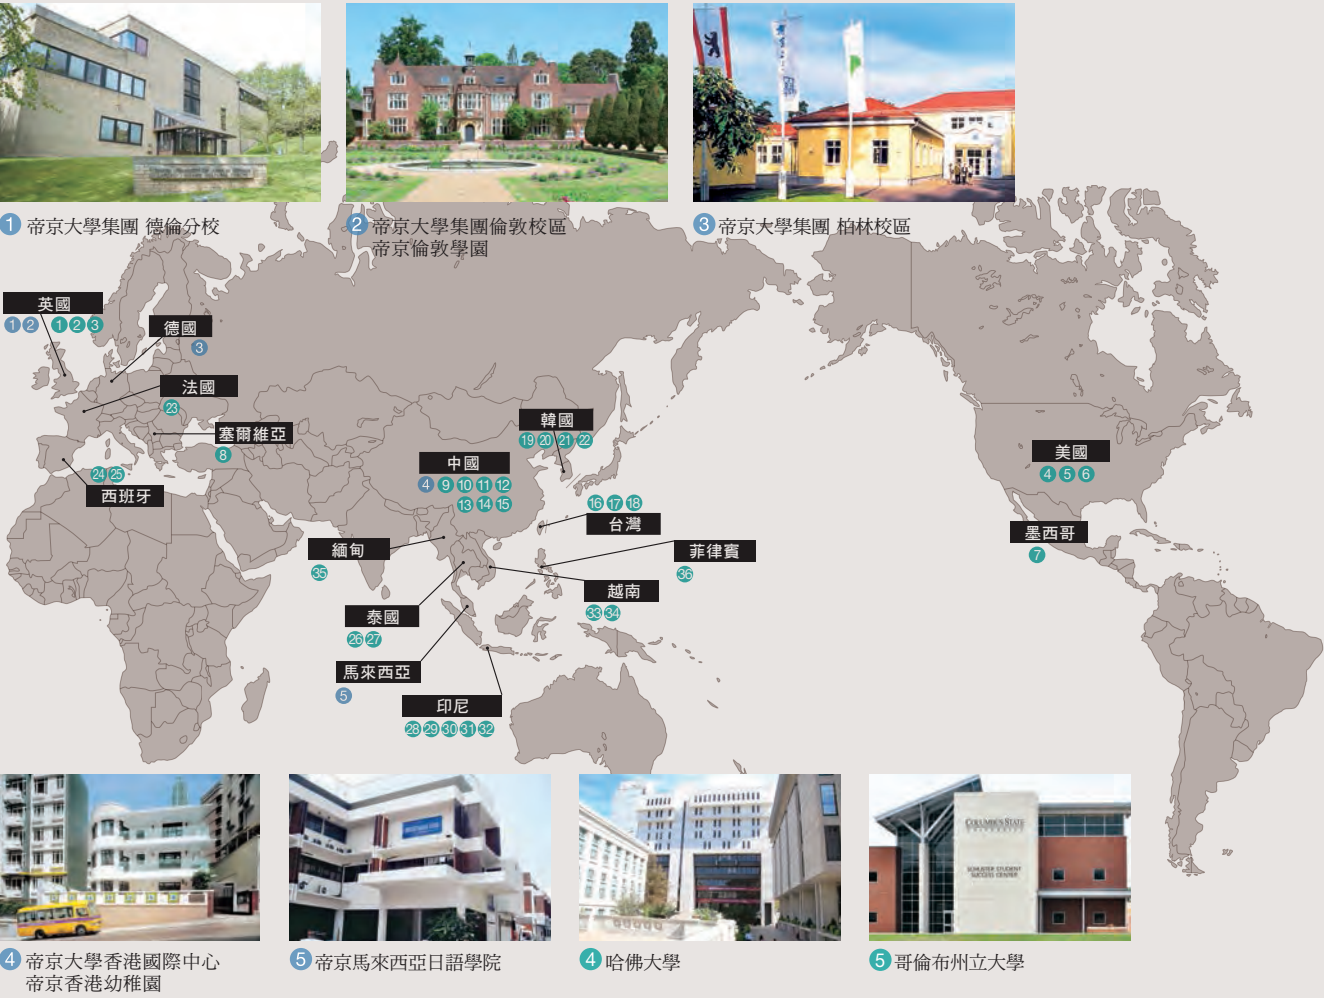 1 帝京大學集團 德倫分校
2 帝京大學集團倫敦校區
帝京倫敦學園
3 帝京大學集團 柏林校區
英國
1 2 1 2 3
德國
3
法國
23
塞爾維亞
8
24 25
西班牙
韓國
19 20 21 22
中國
4 9 10 11 12
13 14 15
16 17 18
台灣
緬甸
35
菲律賓
36
越南
33 34
泰國
26 27
馬來西亞
5
印尼
28 29 30 31 32
美國
4 5 6
墨西哥
7
COLUMBUS STATE
UNIVERSITY
SCHUSTER STUDENT
SUCCESS CENTER
4 帝京大學香港國際中心
帝京香港幼稚園
5 帝京馬來西亞日語學院
4 哈佛大學
5 哥倫布州立大學